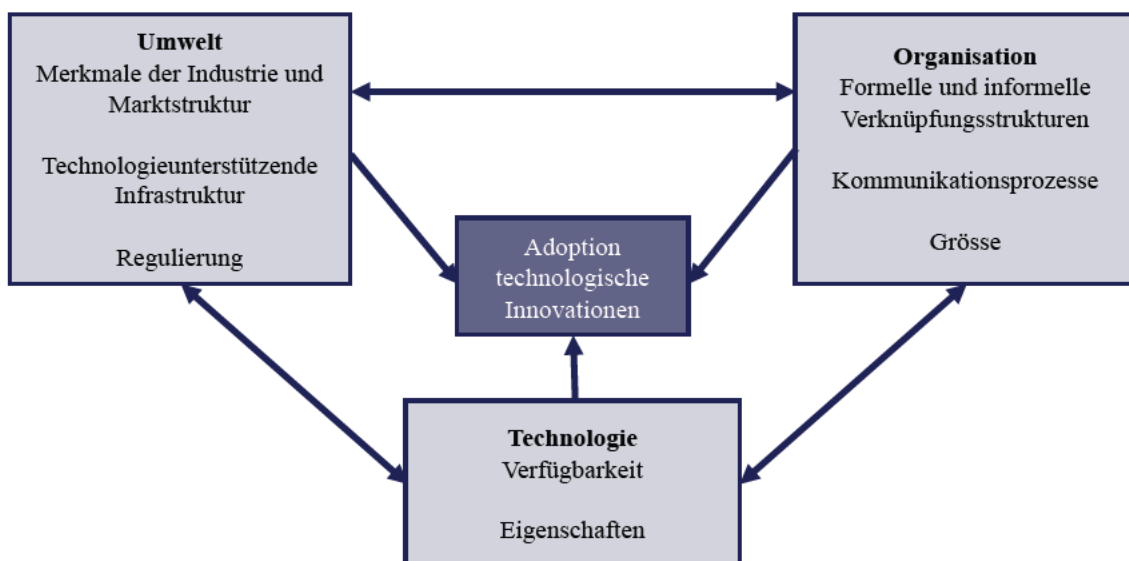 Umwelt
Merkmale der Industrie und
Marktstruktur
Technologieunterstützende
Infrastruktur
Regulierung
Organisation
Formelle und informelle
Verknüpfungsstrukturen
Kommunikationsprozesse
Grösse
Adoption
technologische
Innovationen
Technologie
Verfügbarkeit
Eigenschaften